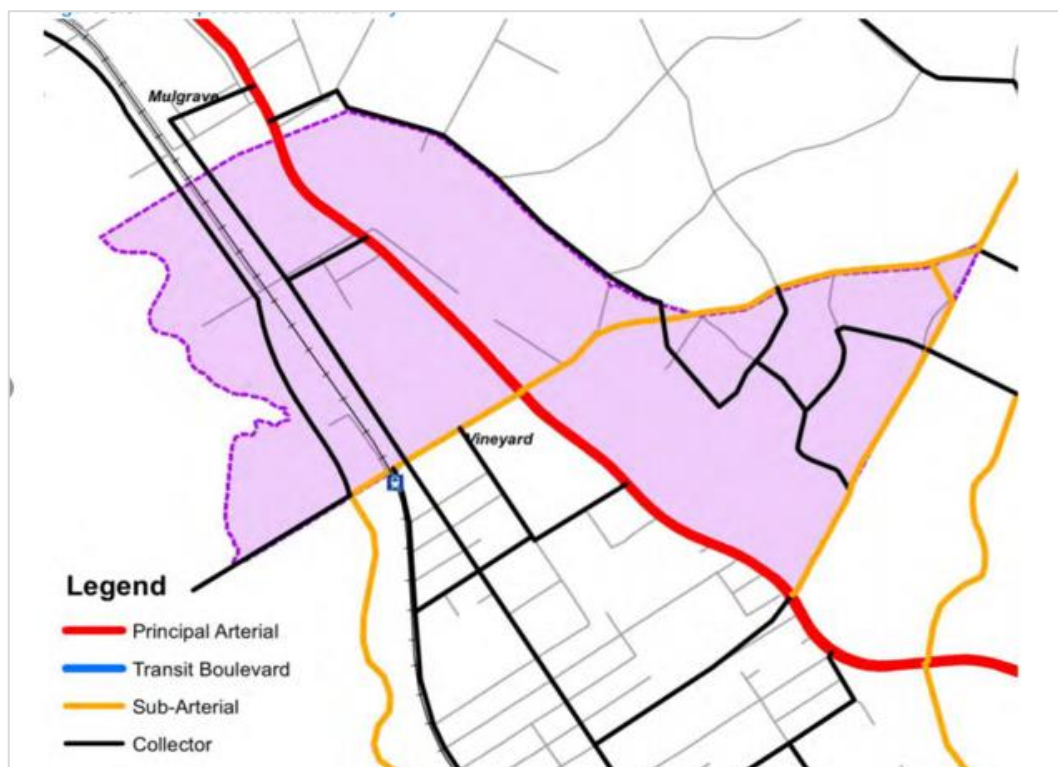 Mulgrave
Vineyard
Legend
Principal Arterial
Transit Boulevard
Sub-Arterial
Collector